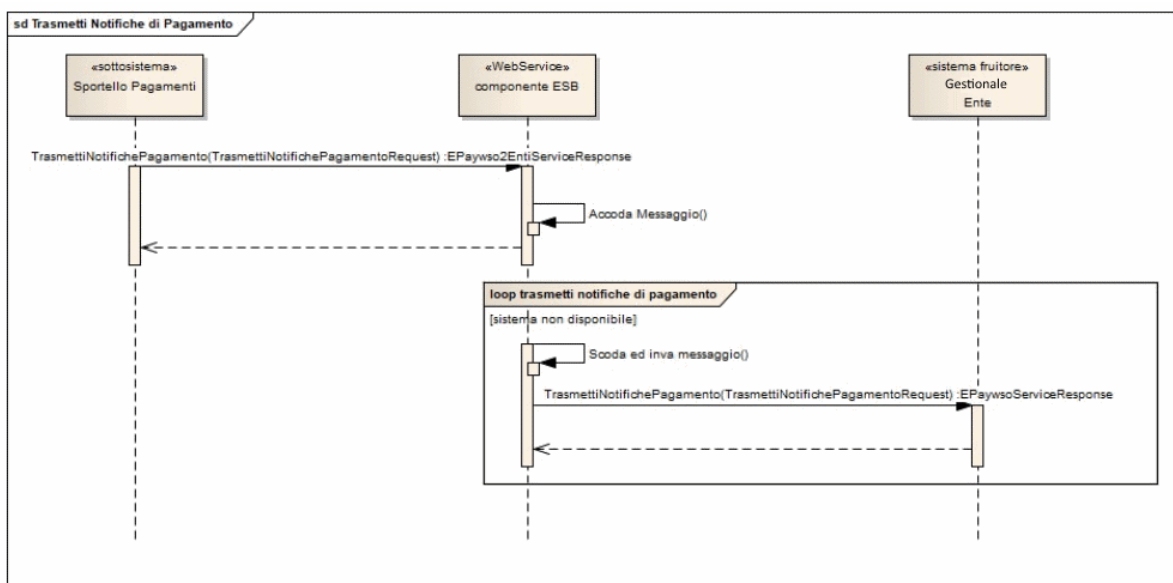 sd Trasmetti Notifiche di Pagamento
«sottosistema»
Sportello Pagamenti
«WebService»
componente ESB
«sistema fruitore»
Gestionale
Ente
TrasmettiNotifichePagamento(TrasmettiNotifichePagamentoRequest) :EPaywso2EntiServiceResponse
Accoda Messaggio()
loop trasmetti notifiche di pagamento
[sistema non disponibile]
Scoda ed inva messaggio()
TrasmettiNotifichePagamento(TrasmettiNotifichePagamentoRequest) :EPaywsoServiceResponse